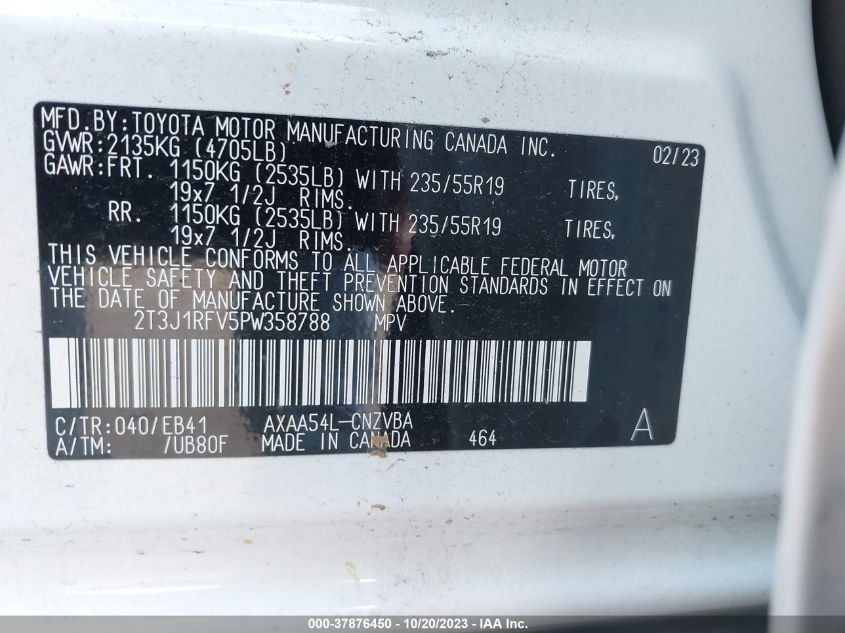 MFD.BY:TOYOTA MOTOR MANUFACTURING CANADA INC.
GVWR:2135KG (4705LB) 02/23
GAWR:FRT. 1150KG (2535LB) WITH 235/55R19 TIRES,
19x7 1/2J RIMS.
RR. 1150KG (2535LB) WITH 235/55R19 TIRES,
19x7 1/2J RIMS.
THIS VEHICLE CONFORMS TO ALL APPLICABLE FEDERAL MOTOR
VEHICLE SAFETY AND THEFT PREVENTION STANDARDS IN EFFECT ON
THE DATE OF MANUFACTURE SHOWN ABOVE.
2T3J1RFV5PW358788 MPV
C/TR:040/EB41 AXAA54L-CNZVBA
A/TM: /UB80F MADE IN CANADA 464 A
000-37876450 - 10/20/2023 - IAA Inc.